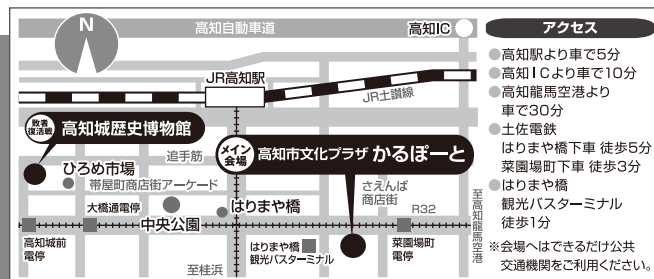 N
高知自動車道
高知IC
JR高知駅
JR土讃線
敗者
復活戦
高知城歴史博物館
メイン
会場
高知市文化プラザ かるぽーと
追手筋
ひろめ市場
帯屋町商店街アーケード
さえんば
商店街
大橋通電停
中央公園
はりまや橋
R32
至高知龍馬空港
高知城前
電停
はりまや橋
観光バスターミナル
菜園場町
電停
至桂浜
アクセス
●高知駅より車で5分
●高知ICより車で10分
●高知龍馬空港より
車で30分
●土佐電鉄
はりまや橋下車 徒歩5分
菜園場町下車 徒歩3分
●はりまや橋
観光バスターミナル
徒歩1分
※会場へはできるだけ公共
交通機関をご利用ください。